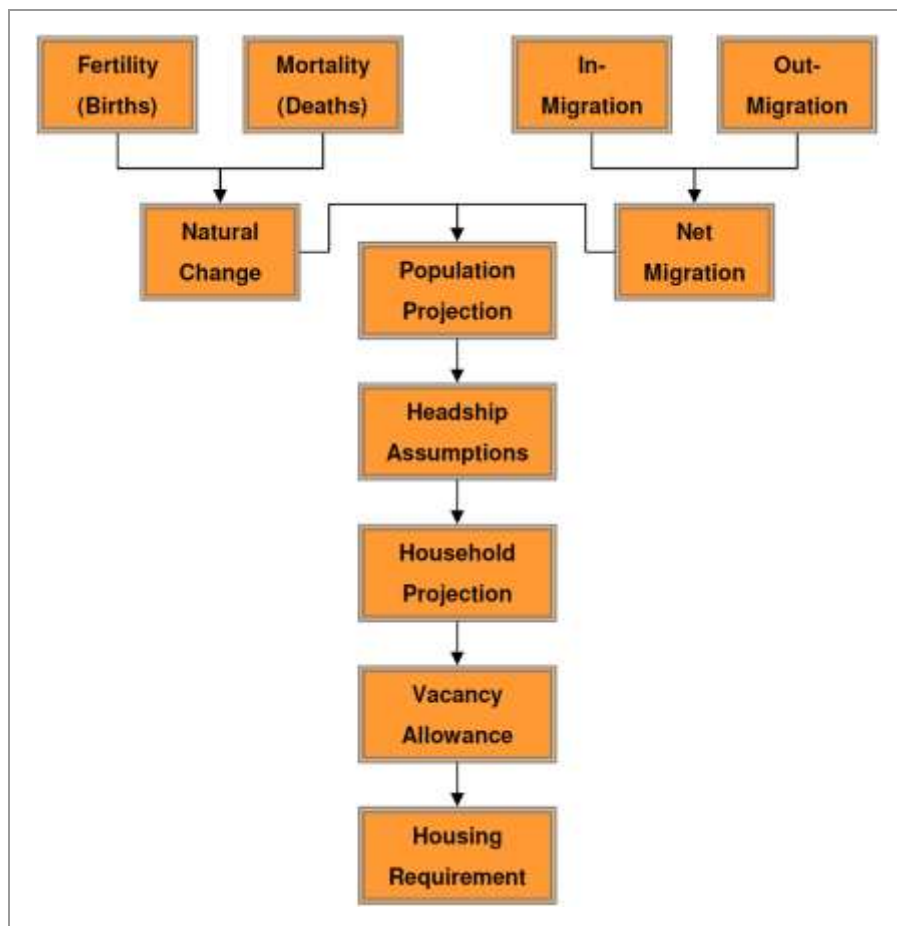 Fertility
(Births)
Mortality
(Deaths)
In-
Migration
Out-
Migration
Natural
Change
Net
Migration
Population
Projection
Headship
Assumptions
Household
Projection
Vacancy
Allowance
Housing
Requirement